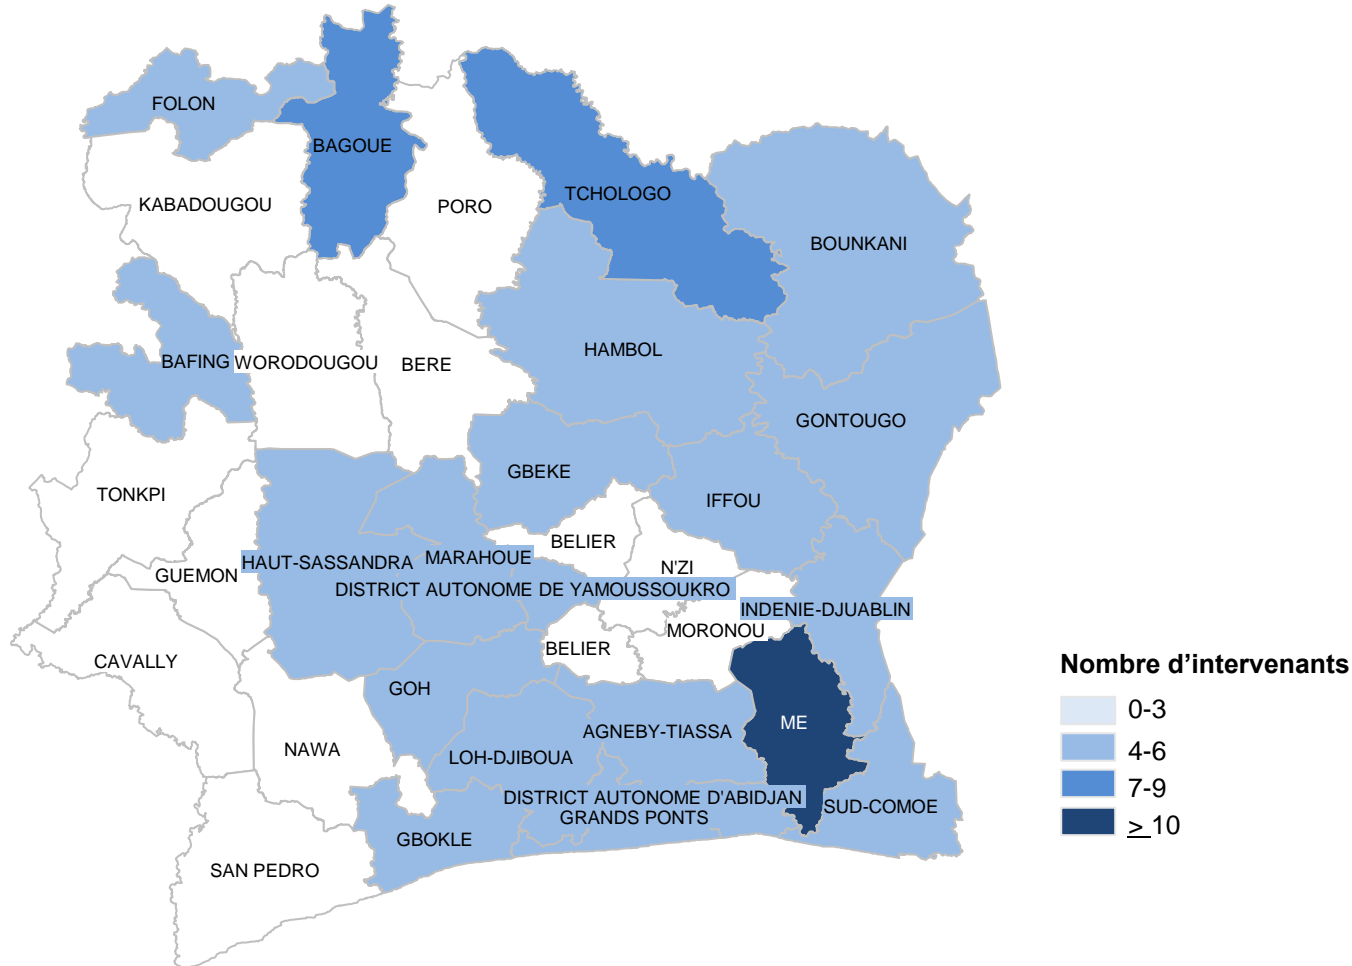 FOLON
BAGOUE
KABADOUGOU
PORO
TCHOLOGO
BOUNKANI
BAFING
WORODOUGOU
BERE
HAMBOL
GONTOUGO
TONKPI
GBEKE
IFFOU
BELIER
HAUT-SASSANDRA
MARAHOUE
N'ZI
GUEMON
DISTRICT AUTONOME DE YAMOUSSOUKRO
INDENIE-DJUABLIN
MORONOU
BELIER
CAVALLY
GOH
NAWA
LOH-DJIBOUA
AGNEBY-TIASSA
ME
DISTRICT AUTONOME D'ABIDJAN
GRANDS PONTS
SUD-COMOE
GBOKLE
SAN PEDRO
Nombre d’intervenants
0-3
4-6
7-9
> 10